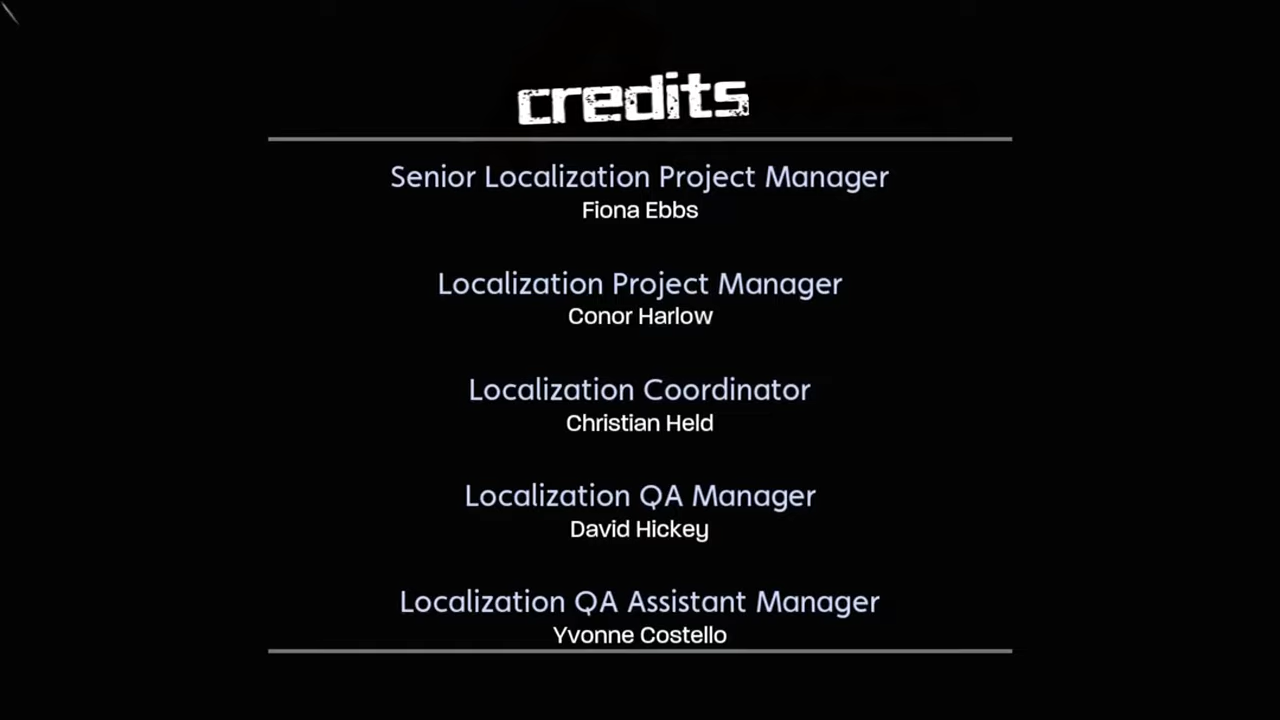 credits
Senior Localization Project Manager
Fiona Ebbs
Localization Project Manager
Conor Harlow
Localization Coordinator
Christian Held
Localization QA Manager
David Hickey
Localization QA Assistant Manager
Yvonne Costello